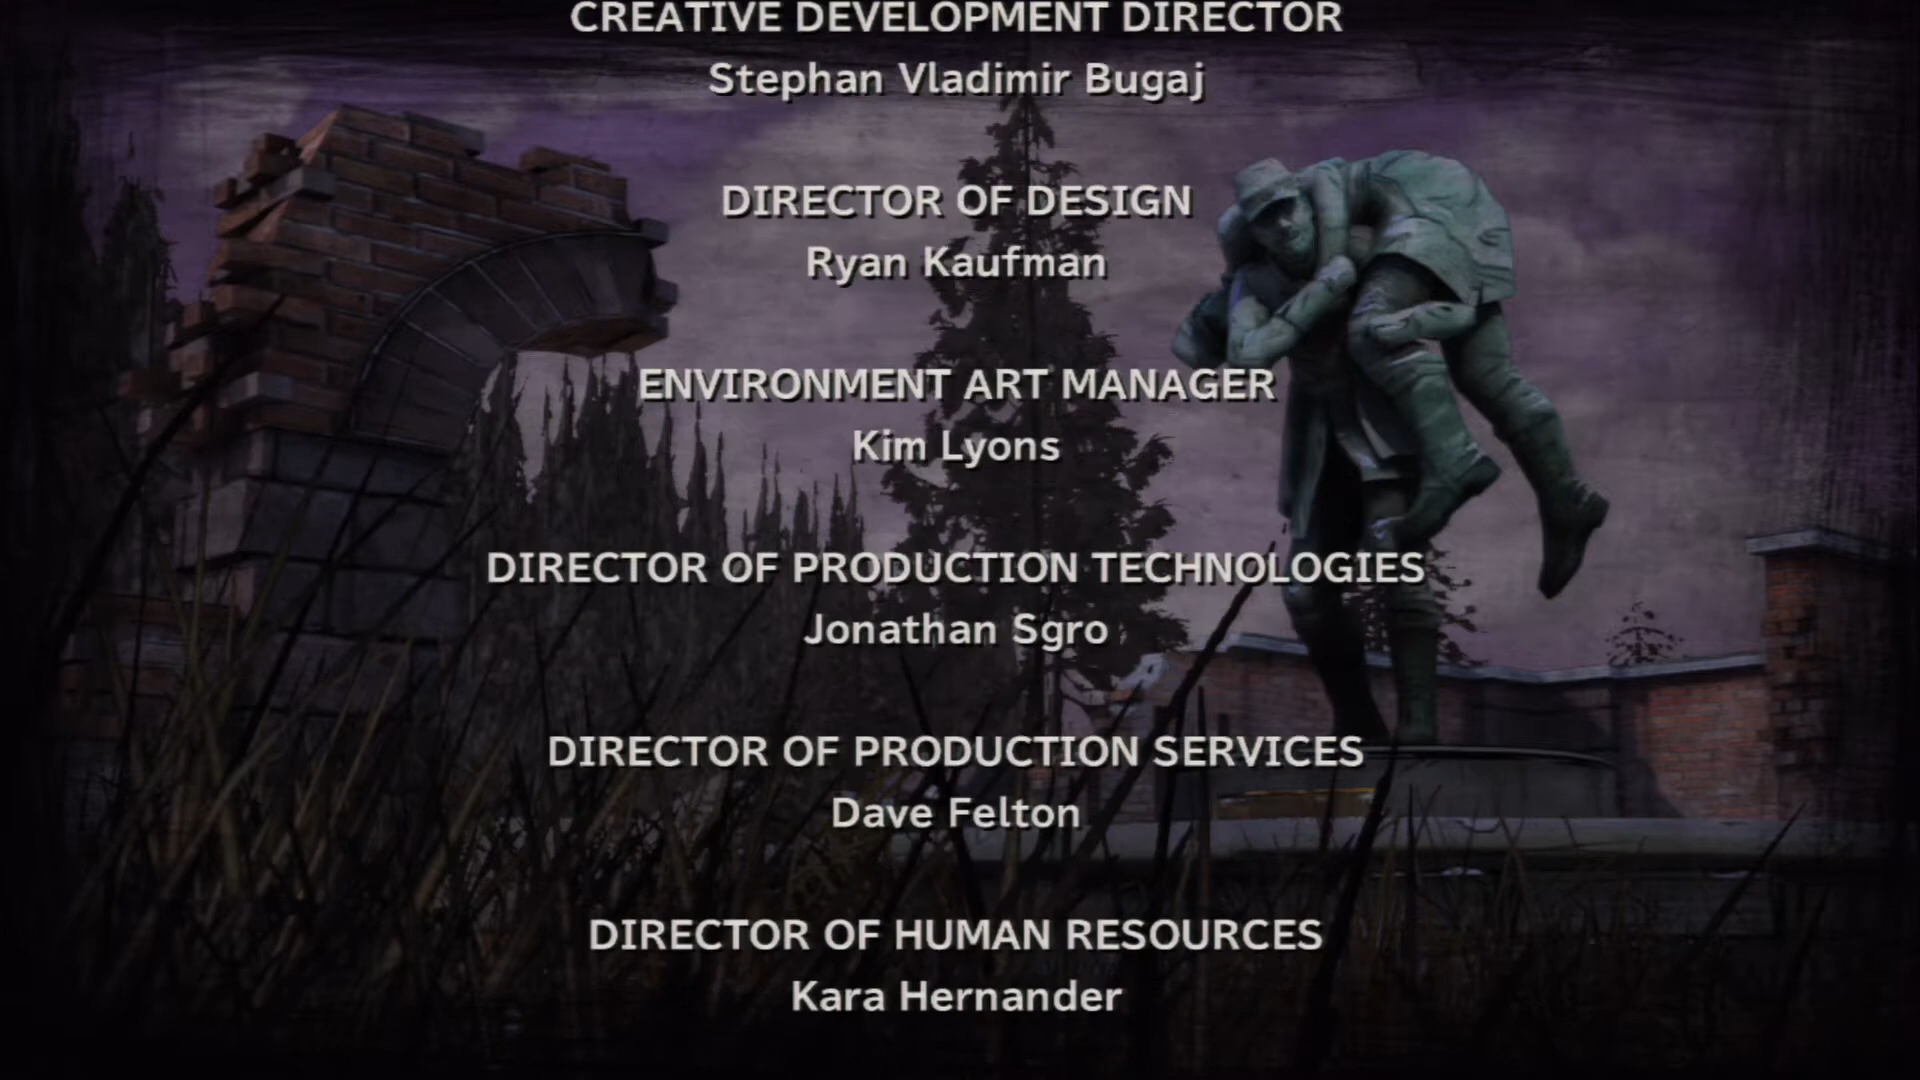 CREATIVE DEVELOPMENT DIRECTOR
Stephan Vladimir Bugaj
DIRECTOR OF DESIGN
Ryan Kaufman
ENVIRONMENT ART MANAGER
Kim Lyons
DIRECTOR OF PRODUCTION TECHNOLOGIES
Jonathan Sgro
DIRECTOR OF PRODUCTION SERVICES
Dave Felton
DIRECTOR OF HUMAN RESOURCES
Kara Hernander